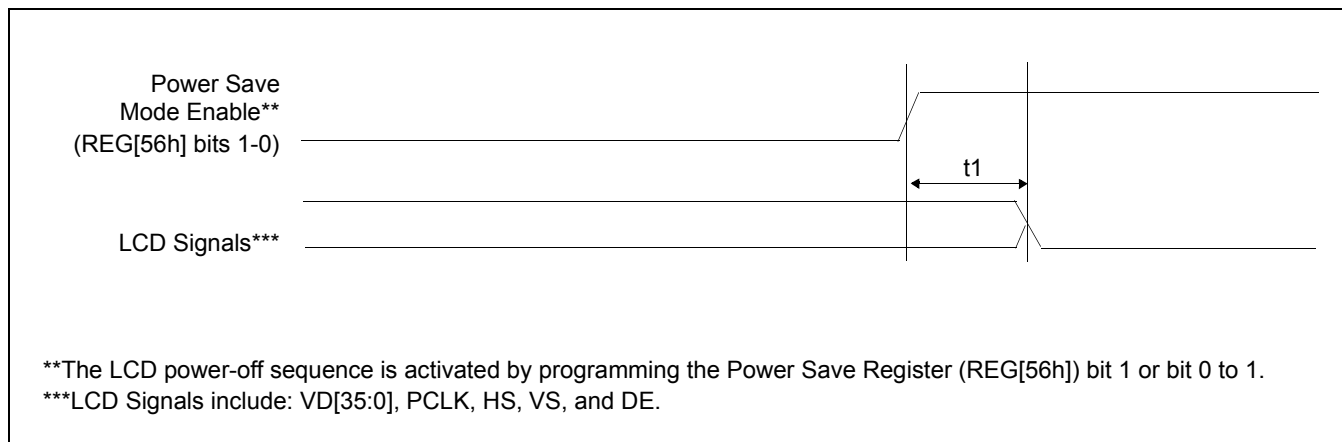 Power Save
Mode Enable**
(REG[56h] bits 1-0)
t1
LCD Signals***
**The LCD power-off sequence is activated by programming the Power Save Register (REG[56h]) bit 1 or bit 0 to 1.
***LCD Signals include: VD[35:0], PCLK, HS, VS, and DE.